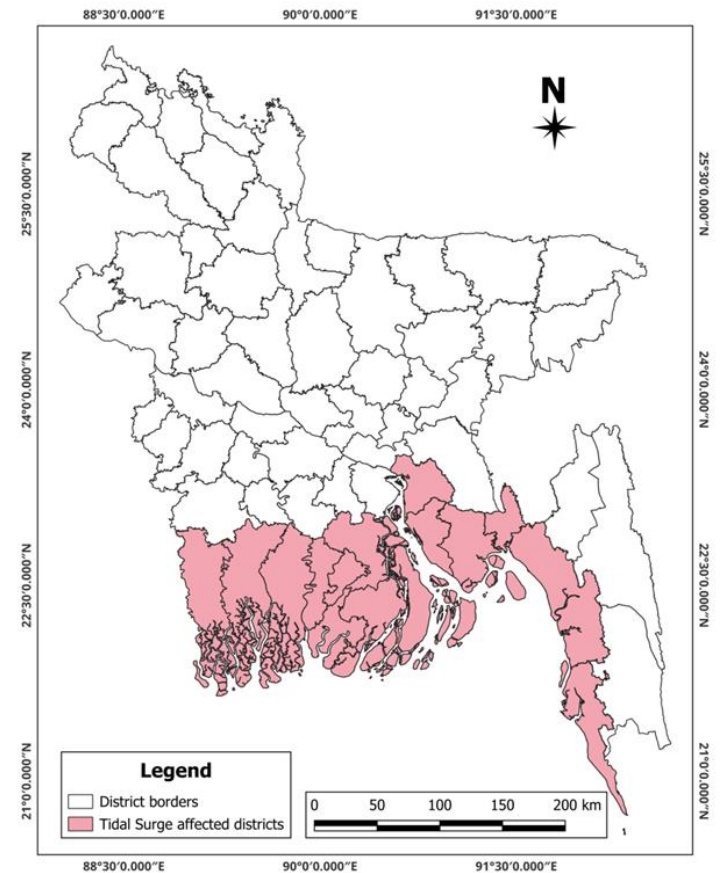 88°30′0.000″E 90°0′0.000″E 91°30′0.000″E
N
25°30′0.000″N
25°30′0.000″N
24°0′0.000″N
24°0′0.000″N
22°30′0.000″N
22°30′0.000″N
21°0′0.000″N
21°0′0.000″N
Legend
District borders
Tidal Surge affected districts
0 50 100 150 200 km
88°30′0.000″E 90°0′0.000″E 91°30′0.000″E